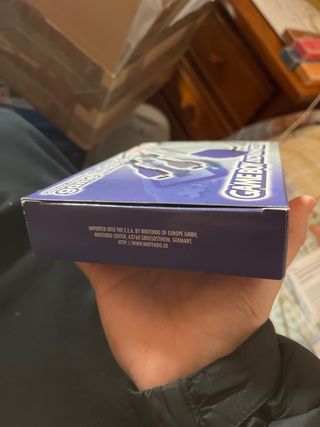 GAME BOY ADVANCE
IMPORTED INTO THE E.E.A. BY NINTENDO OF EUROPE GMBH,
NINTENDO CENTER, 63760 GROSSOSTHEIM, GERMANY,
HTTP://WWW.NINTENDO.DE